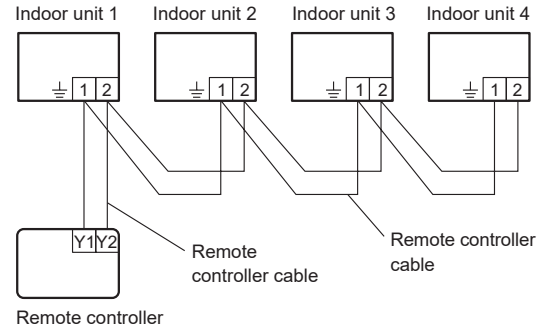 Indoor unit 1 Indoor unit 2 Indoor unit 3 Indoor unit 4
1 2 1 2 1 2 1 2
Y1 Y2
Remote
controller cable
Remote controller
cable
Remote controller